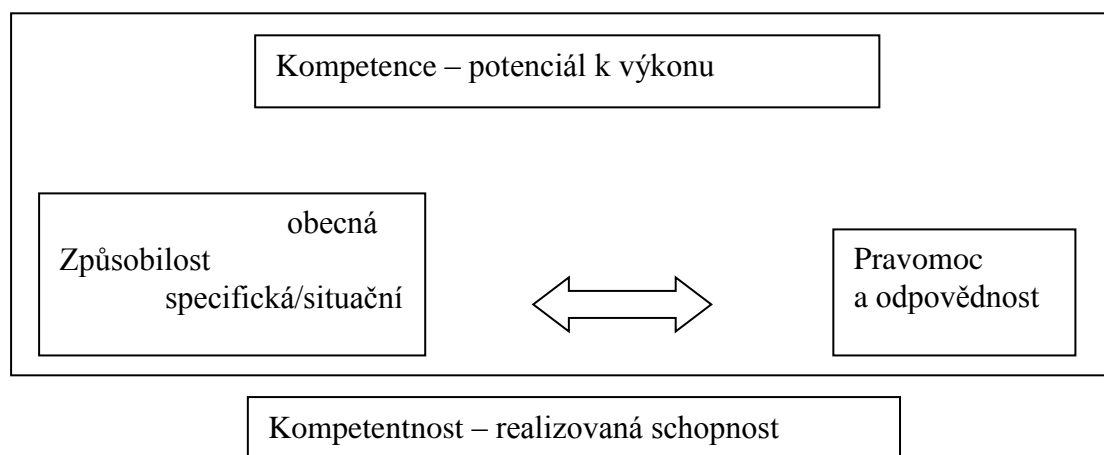 Kompetence – potenciál k výkonu
obecná
Způsobilost
specifická/situační
Pravomoc
a odpovědnost
Kompetentnost – realizovaná schopnost